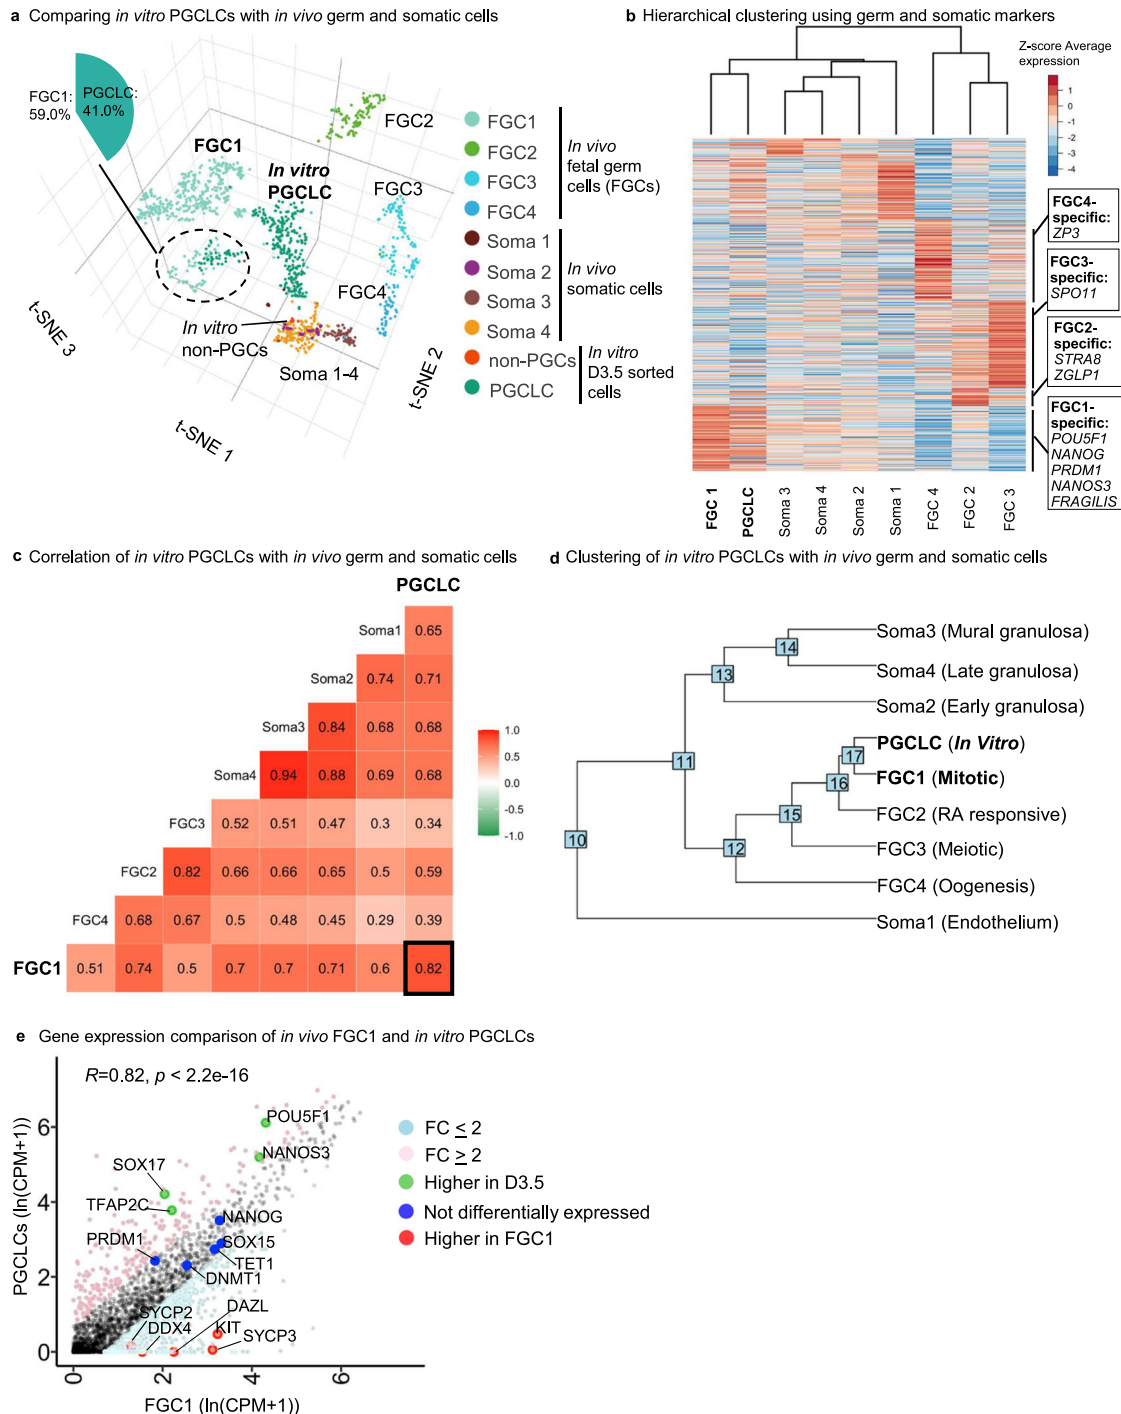 a Comparing in vitro PGCLCs with in vivo germ and somatic cells
FGC1:
59.0%
PGCLC:
41.0%
FGC1
In vitro
PGCLC
FGC2
FGC3
FGC4
In vitro
non-PGCs
Soma 1-4
t-SNE 3
t-SNE 1
t-SNE 2
FGC1
FGC2
FGC3
FGC4
Soma 1
Soma 2
Soma 3
Soma 4
non-PGCs
PGCLC
In vivo
fetal germ
cells (FGCs)
In vivo
somatic cells
In vitro
D3.5 sorted
cells
b Hierarchical clustering using germ and somatic markers
Z-score Average
expression
1
0
-1
-2
-3
-4
FGC4-
specific:
ZP3
FGC3-
specific:
SPO11
FGC2-
specific:
STRA8
ZGLP1
FGC1-
specific:
POU5F1
NANOG
PRDM1
NANOS3
FRAGILIS
FGC 1
PGCLC
Soma 3
Soma 4
Soma 2
Soma 1
FGC 4
FGC 2
FGC 3
c Correlation of in vitro PGCLCs with in vivo germ and somatic cells
PGCLC
Soma1 0.65
Soma2 0.74 0.71
Soma3 0.84 0.68 0.68
Soma4 0.94 0.88 0.69 0.68
FGC3 0.52 0.51 0.47 0.3 0.34
FGC2 0.82 0.66 0.66 0.65 0.5 0.59
FGC4 0.68 0.67 0.5 0.48 0.45 0.29 0.39
FGC1 0.51 0.74 0.5 0.7 0.7 0.71 0.6 0.82
1.0
0.5
0.0
-0.5
-1.0
d Clustering of in vitro PGCLCs with in vivo germ and somatic cells
Soma3 (Mural granulosa)
Soma4 (Late granulosa)
Soma2 (Early granulosa)
PGCLC (In Vitro)
FGC1 (Mitotic)
FGC2 (RA responsive)
FGC3 (Meiotic)
FGC4 (Oogenesis)
Soma1 (Endothelium)
14
13
17
11
16
15
10
12
e Gene expression comparison of in vivo FGC1 and in vitro PGCLCs
R=0.82, p < 2.2e-16
POU5F1
NANOS3
SOX17
TFAP2C
NANOG
PRDM1
SOX15
TET1
DNMT1
SYCP2
DAZL
DDX4
KIT
SYCP3
PGCLCs (ln(CPM+1))
6
4
2
0
0
2
4
6
FGC1 (ln(CPM+1))
FC ≤ 2
FC ≥ 2
Higher in D3.5
Not differentially expressed
Higher in FGC1